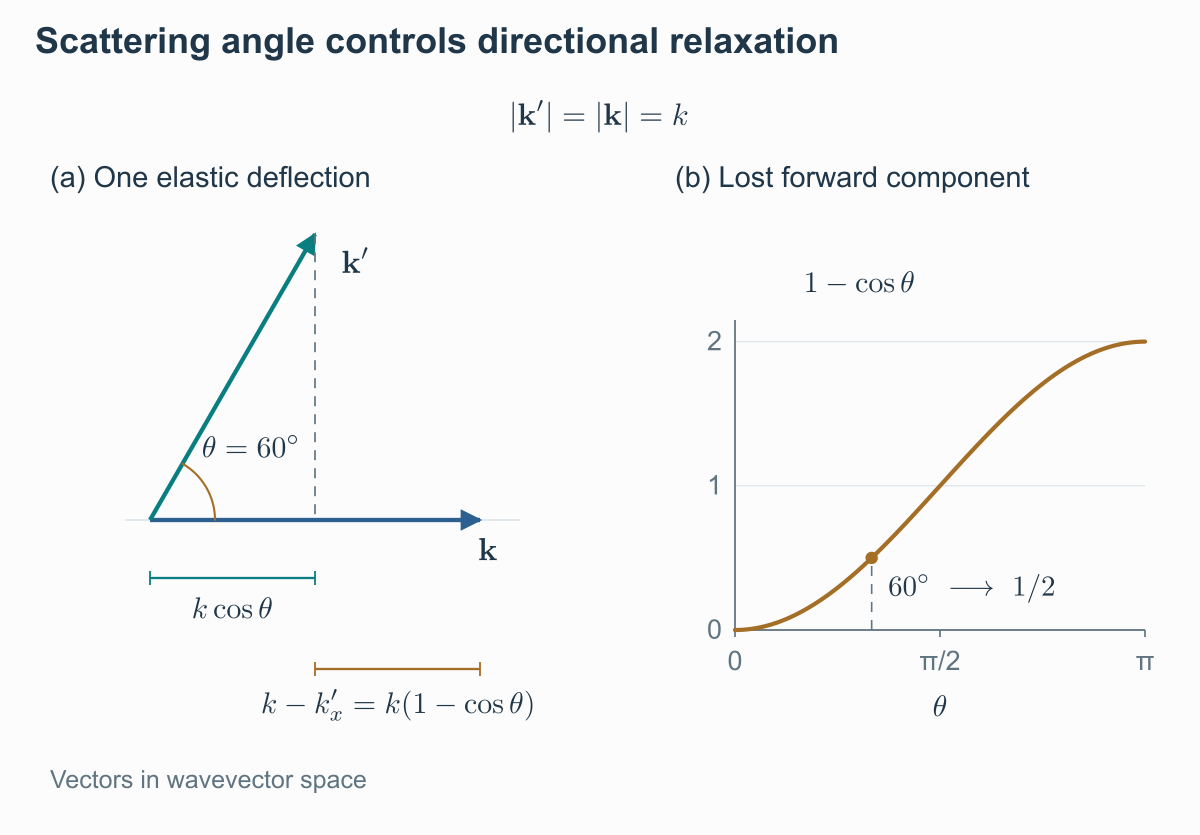 Scattering angle controls directional relaxation
|𝐤′| = |𝐤| = k
(a) One elastic deflection
𝐤′
θ = 60°
𝐤
k cos θ
k − k′ₓ = k(1 − cos θ)
Vectors in wavevector space
(b) Lost forward component
1 − cos θ
2
1
0
60° ⟶ 1/2
0 π/2 π
θ